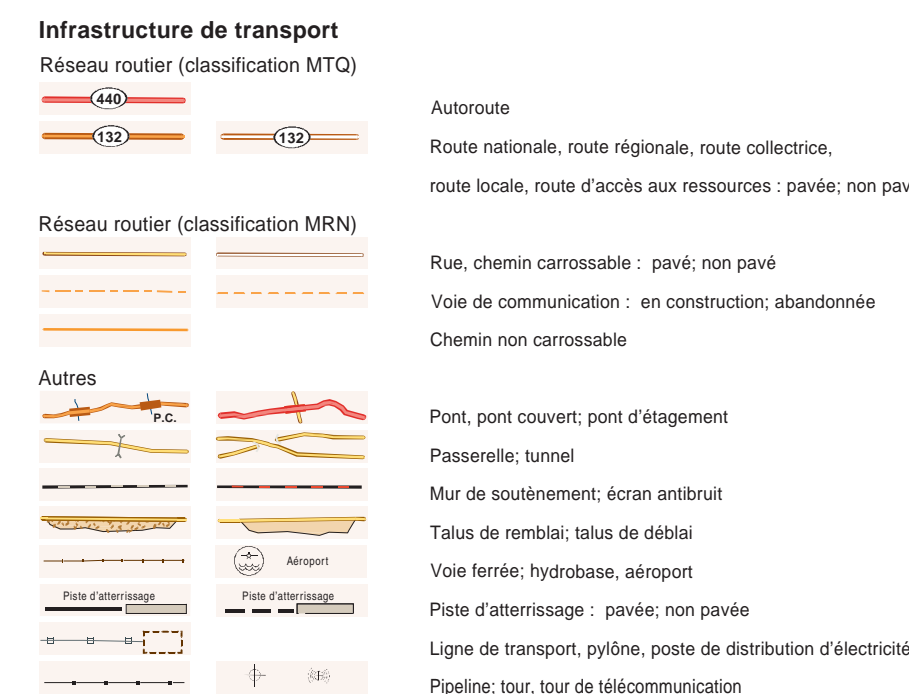 Infrastructure de transport
Réseau routier (classification MTQ)
440
Autoroute
132 132
Route nationale, route régionale, route collectrice,
route locale, route d'accès aux ressources : pavée; non pav
Réseau routier (classification MRN)
Rue, chemin carrossable : pavé; non pavé
Voie de communication : en construction; abandonnée
Chemin non carrossable
Autres
P.C.
Pont, pont couvert; pont d'étagement
Passerelle; tunnel
Mur de soutènement; écran antibruit
Talus de remblai; talus de déblai
Aéroport
Voie ferrée; hydrobase, aéroport
Piste d'atterrissage Piste d'atterrissage
Piste d'atterrissage : pavée; non pavée
Ligne de transport, pylône, poste de distribution d'électricité
Pipeline; tour, tour de télécommunication